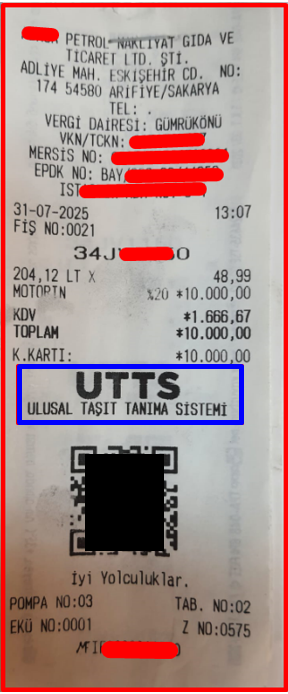 PETROL NAKLİYAT GIDA VE
TİCARET LTD. ŞTİ.
ADLİYE MAH. ESKİŞEHİR CD. NO:
174 54580 ARİFİYE/SAKARYA
TEL: .
VERGİ DAİRESİ: GÜMRÜKÖNÜ
VKN/TCKN:
MERSİS NO:
EPDK NO: BAY
IST
31-07-2025 13:07
FİŞ NO:0021
34J
204,12 LT X 48,99
MOTORIN %20 *10.000,00
KDV *1.666,67
TOPLAM *10.000,00
K.KARTI: *10.000,00
UTTS
ULUSAL TAŞIT TANIMA SİSTEMİ
İyi Yolculuklar.
POMPA NO:03 TAB. NO:02
EKÜ NO:0001 Z NO:0575